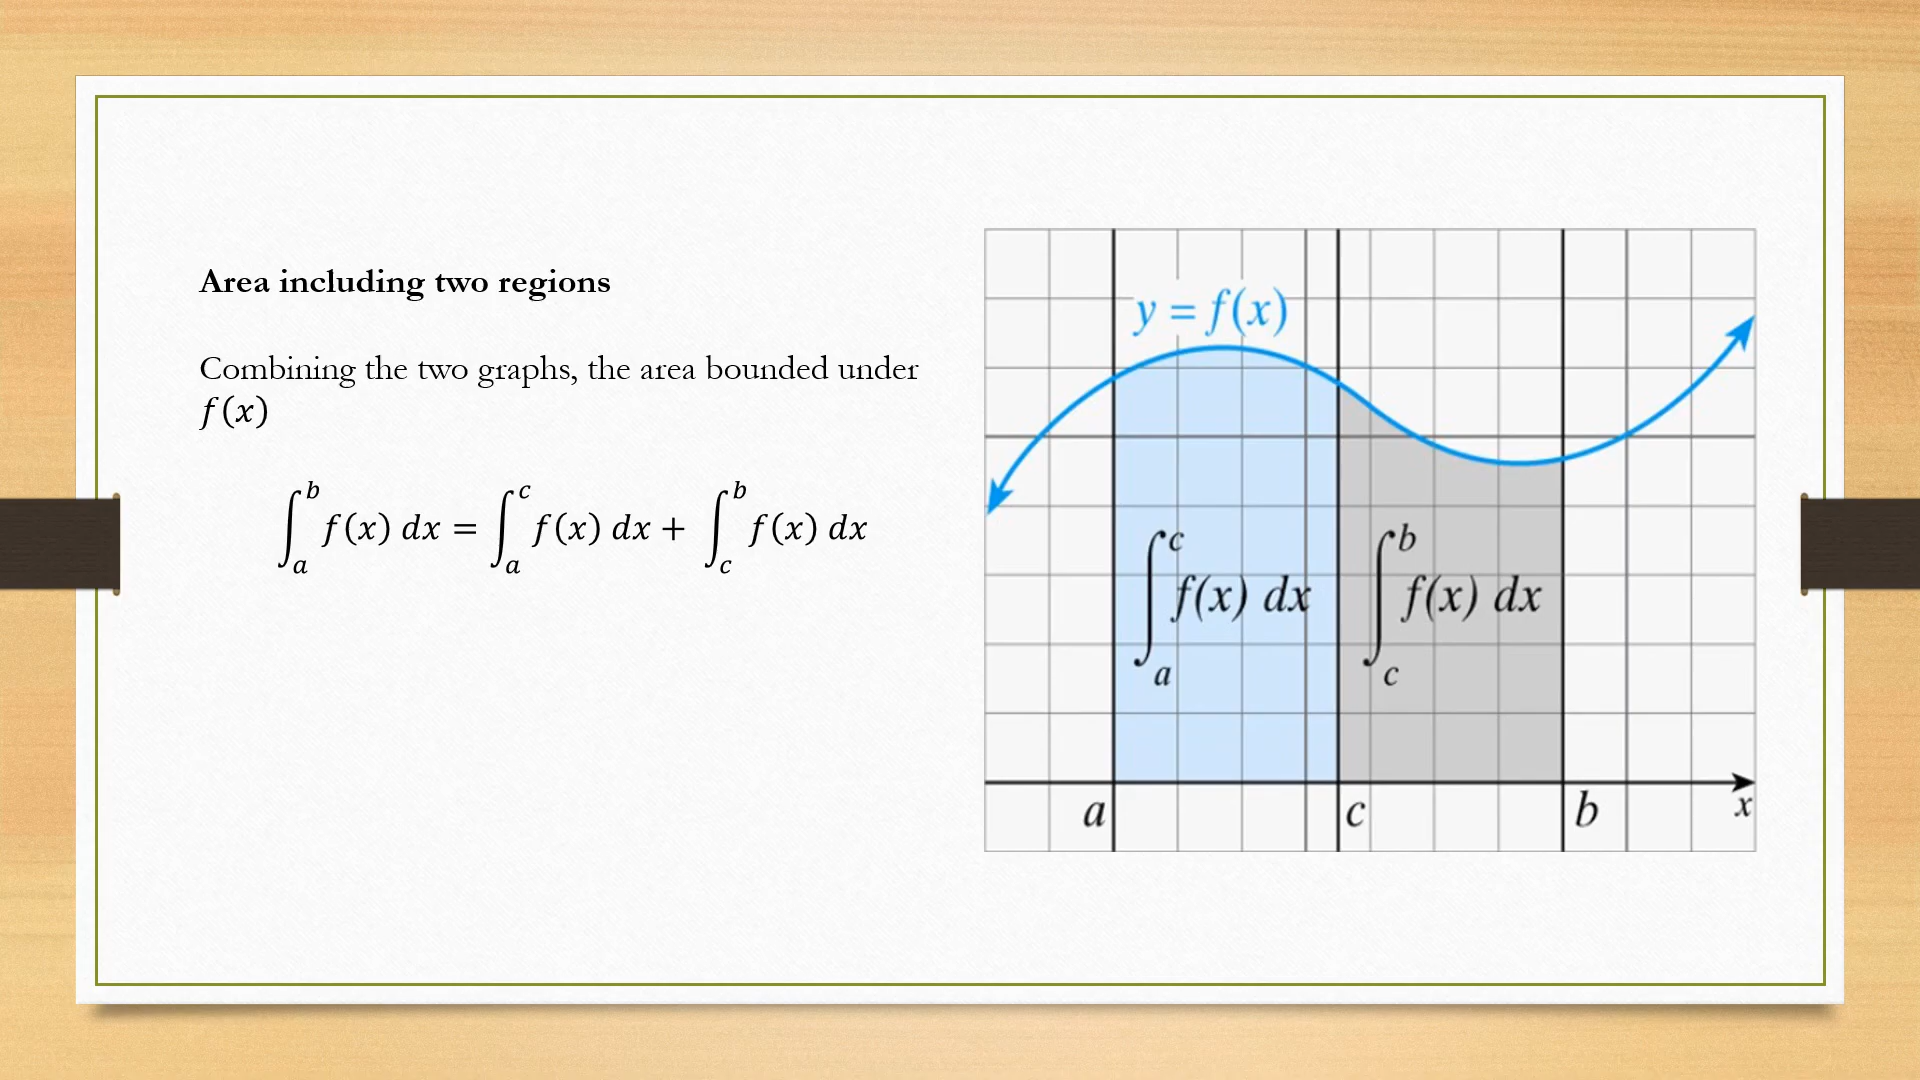 Area including two regions
Combining the two graphs, the area bounded under
𝑓(𝑥)
∫_a^b f(x) dx = ∫_a^c f(x) dx + ∫_c^b f(x) dx
y = f(x)
∫_a^c f(x) dx
∫_c^b f(x) dx
a
c
b
x